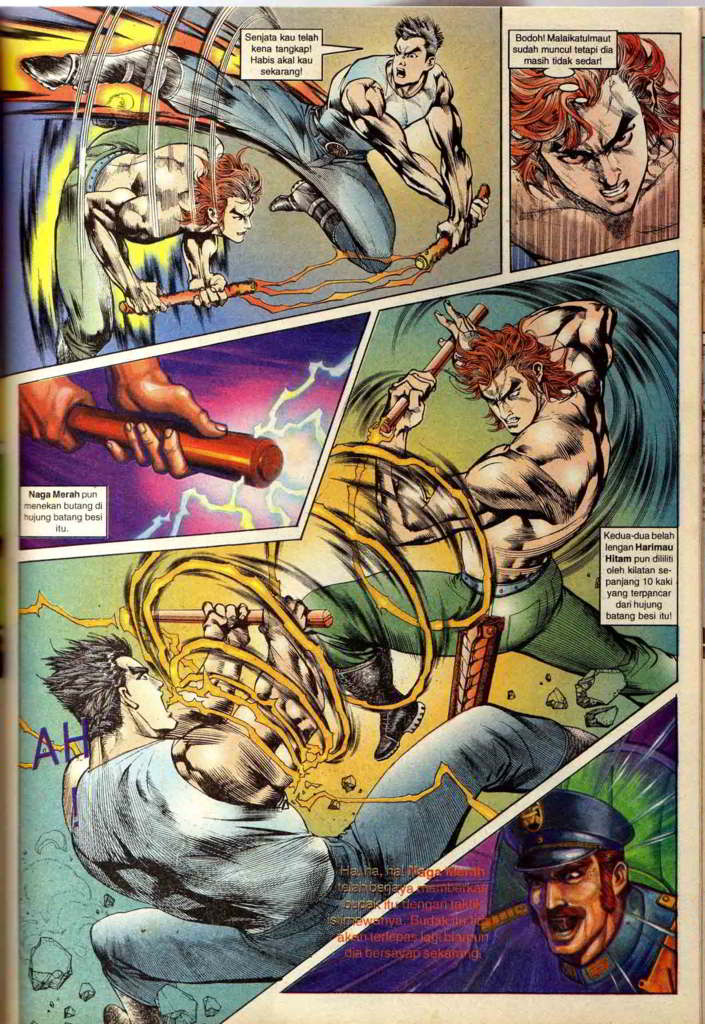 Senjata kau telah
kena tangkap!
Habis akal kau
sekarang!
Bodoh! Malaikatulmaut
sudah muncul tetapi dia
masih tidak sedar!
Naga Merah pun
menekan butang di
hujung batang besi
itu.
Kedua-dua belah
lengan Harimau
Hitam pun dililiti
oleh kilatan se-
panjang 10 kaki
yang terpancar
dari hujung
batang besi itu!
AH
!
Ha, ha, ha! Naga Merah
telah berjaya memberkas
budak itu dengan taktik
istimewanya. Budak itu
akan terlepas lagi biarpun
dia bersayap sekarang.